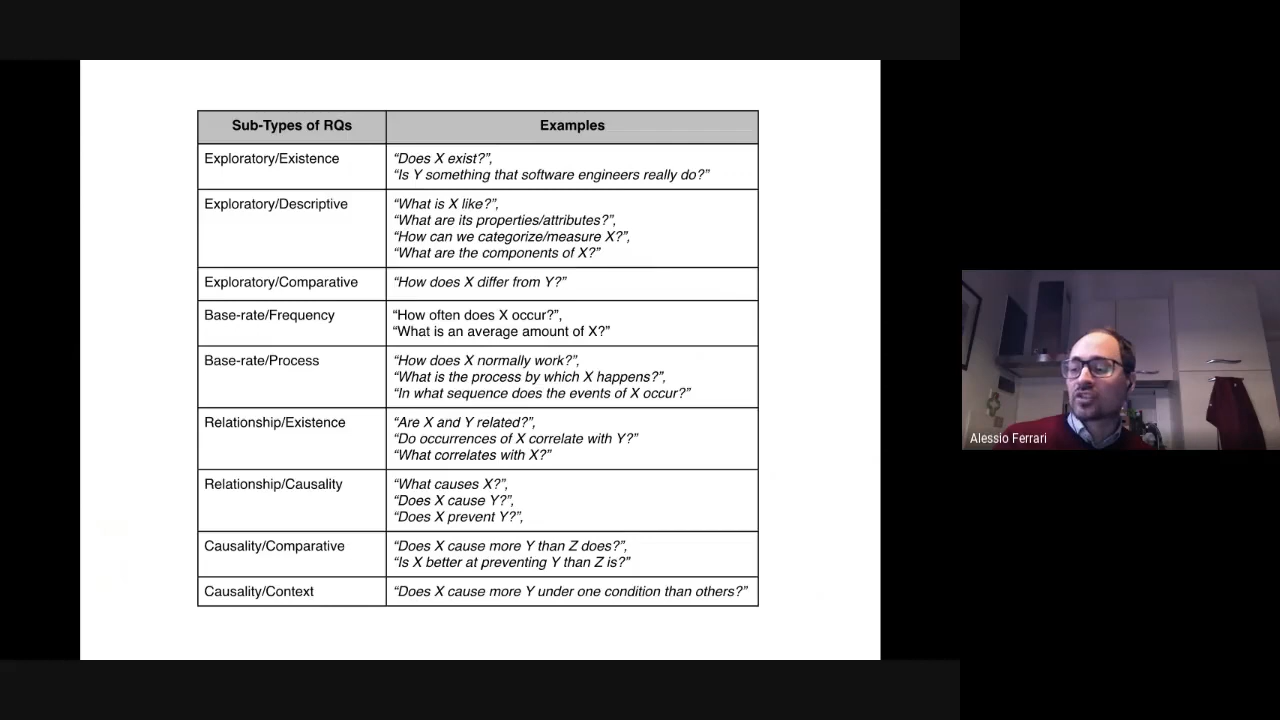 Sub-Types of RQs Examples
Exploratory/Existence “Does X exist?”,
“Is Y something that software engineers really do?”
Exploratory/Descriptive “What is X like?”,
“What are its properties/attributes?”,
“How can we categorize/measure X?”,
“What are the components of X?”
Exploratory/Comparative “How does X differ from Y?”
Base-rate/Frequency “How often does X occur?”,
“What is an average amount of X?”
Base-rate/Process “How does X normally work?”,
“What is the process by which X happens?”,
“In what sequence does the events of X occur?”
Relationship/Existence “Are X and Y related?”,
“Do occurrences of X correlate with Y?”
“What correlates with X?”
Relationship/Causality “What causes X?”,
“Does X cause Y?”,
“Does X prevent Y?”,
Causality/Comparative “Does X cause more Y than Z does?”,
“Is X better at preventing Y than Z is?”
Causality/Context “Does X cause more Y under one condition than others?”
Alessio Ferrari